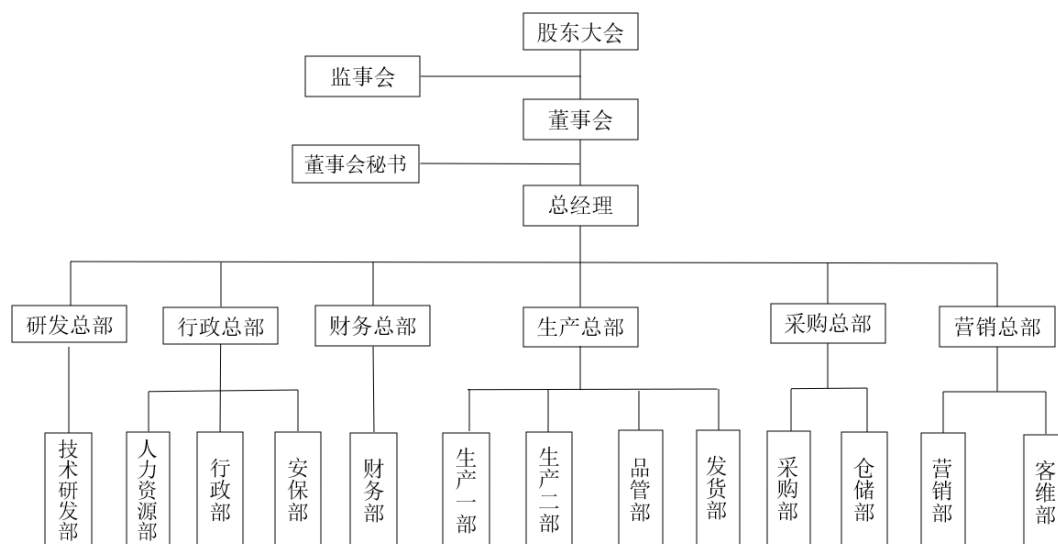 股东大会
监事会
董事会
董事会秘书
总经理
研发总部
行政总部
财务总部
生产总部
采购总部
营销总部
技术研发部
人力资源部
行政部
安保部
财务部
生产一部
生产二部
品管部
发货部
采购部
仓储部
营销部
客维部